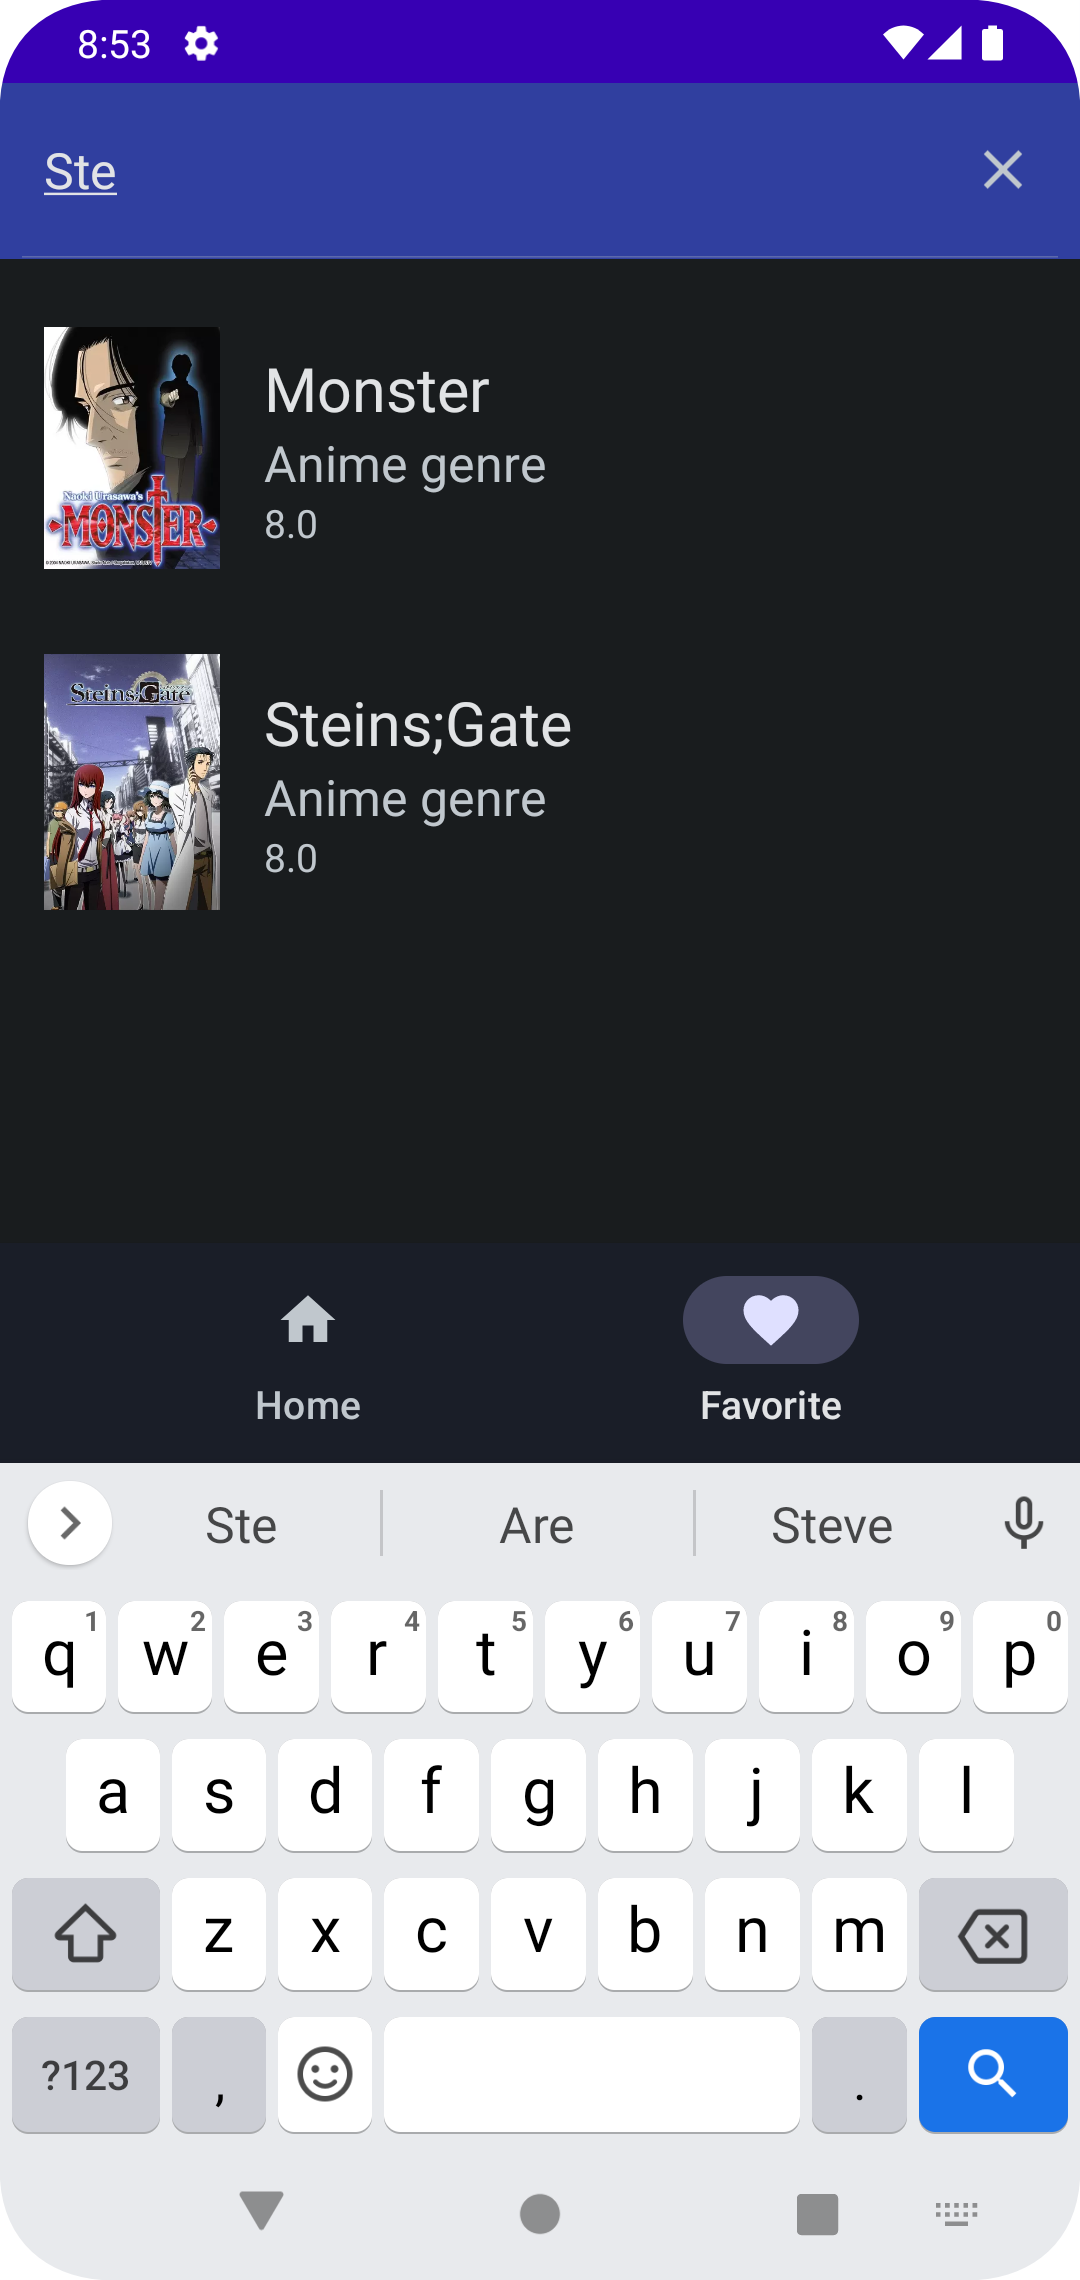 8:53
Ste
Naoki Urasawa's
MONSTER
Monster
Anime genre
8.0
Steins;Gate
Steins;Gate
Anime genre
8.0
Home
Favorite
Ste
Are
Steve
1 2 3 4 5 6 7 8 9 0
q w e r t y u i o p
a s d f g h j k l
z x c v b n m
?123 , .